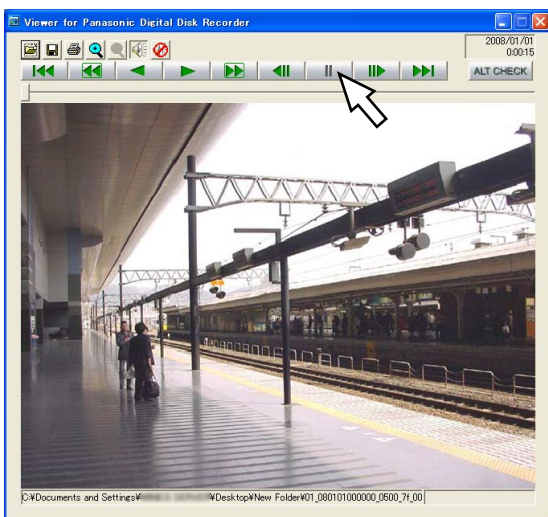 Viewer for Panasonic Digital Disk Recorder
2008/01/01
0:00:15
ALT CHECK
C:¥Documents and Settings¥ ¥Desktop¥New Folder¥01_080101000000_0500_7f_00